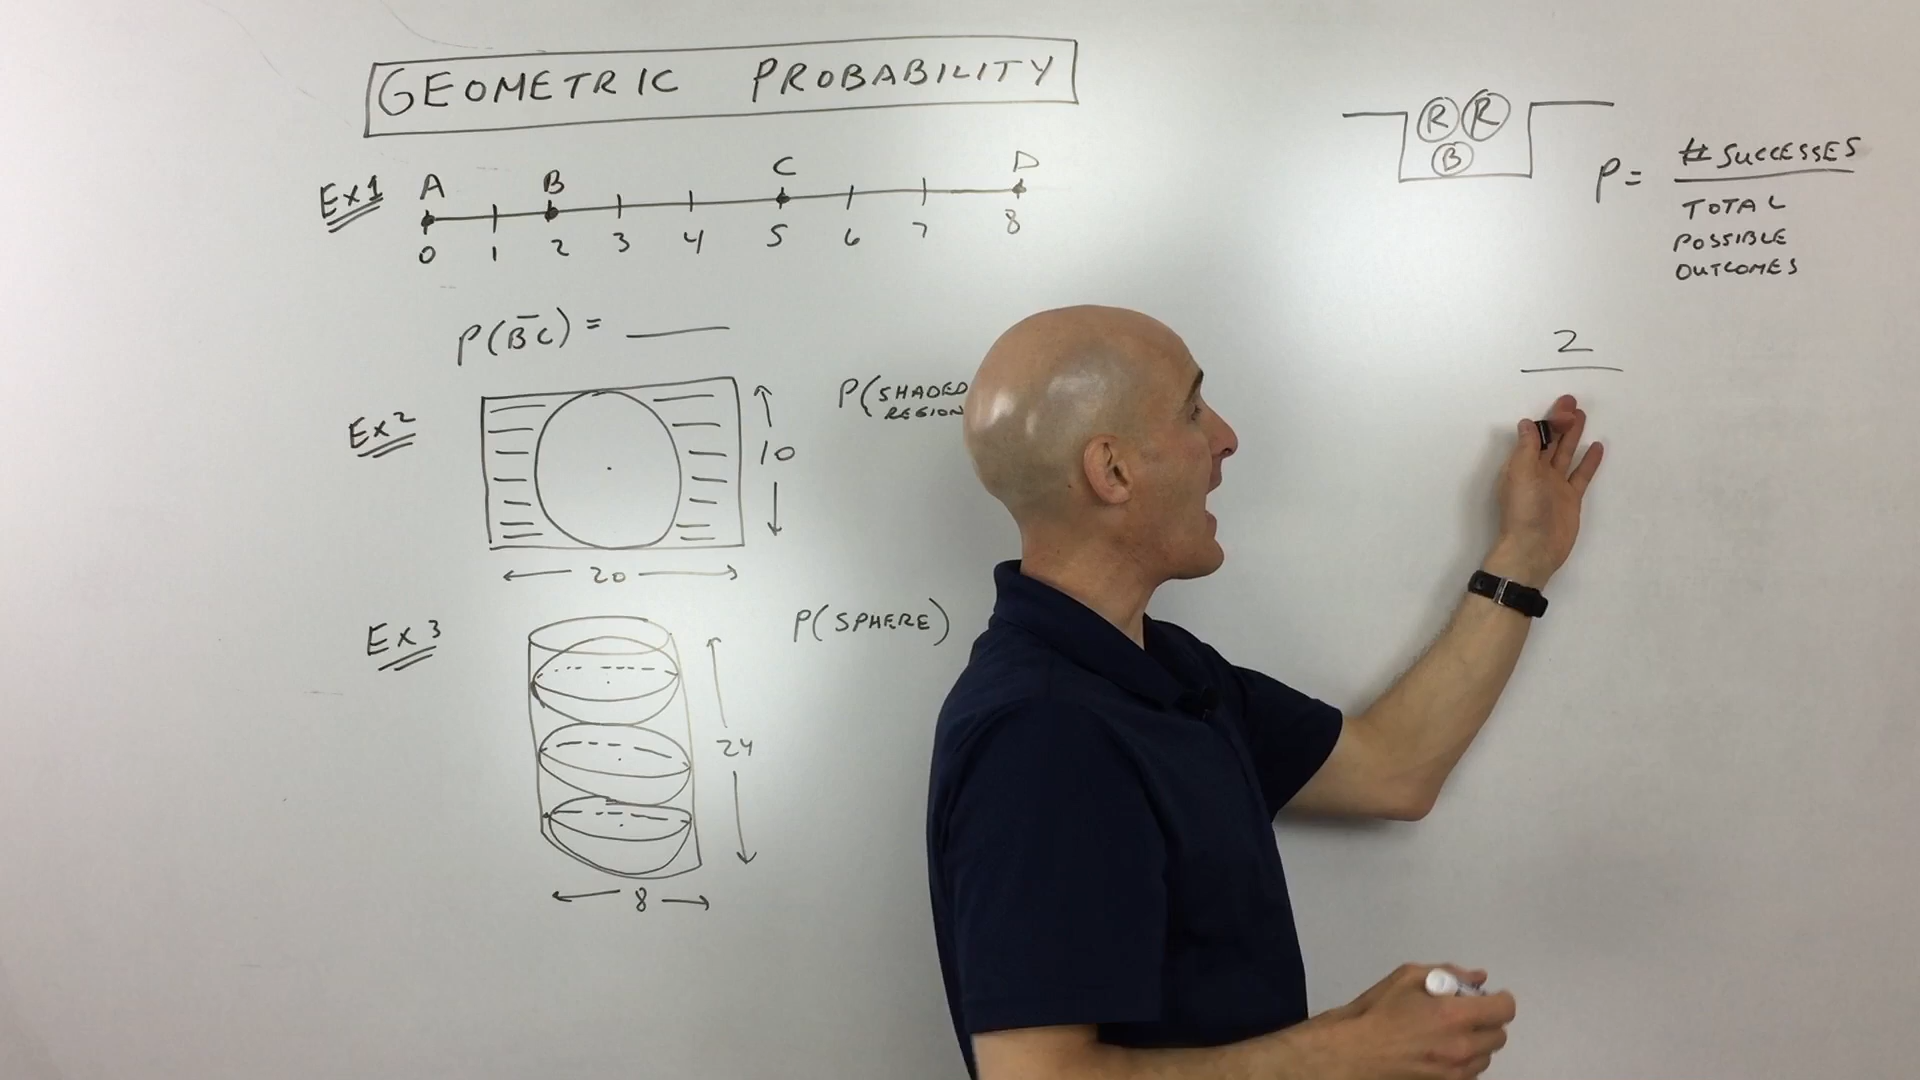 GEOMETRIC PROBABILITY
Ex1
A B C D
0 1 2 3 4 5 6 7 8
P(B̅C̅) = ____
Ex2
10
20
P(SHADED
REGION
Ex3
24
8
P(SPHERE)
R R
B
P = # SUCCESSES
TOTAL
POSSIBLE
OUTCOMES
2